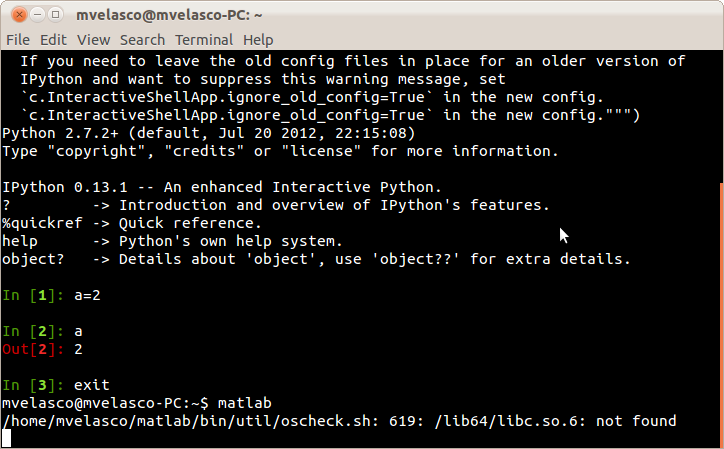 mvelasco@mvelasco-PC: ~
File Edit View Search Terminal Help
If you need to leave the old config files in place for an older version of
IPython and want to suppress this warning message, set
`c.InteractiveShellApp.ignore_old_config=True` in the new config.
`c.InteractiveShellApp.ignore_old_config=True` in the new config.""")
Python 2.7.2+ (default, Jul 20 2012, 22:15:08)
Type "copyright", "credits" or "license" for more information.

IPython 0.13.1 -- An enhanced Interactive Python.
?         -> Introduction and overview of IPython's features.
%quickref -> Quick reference.
help      -> Python's own help system.
object?   -> Details about 'object', use 'object??' for extra details.

In [1]: a=2

In [2]: a
Out[2]: 2

In [3]: exit
mvelasco@mvelasco-PC:~$ matlab
/home/mvelasco/matlab/bin/util/oscheck.sh: 619: /lib64/libc.so.6: not found